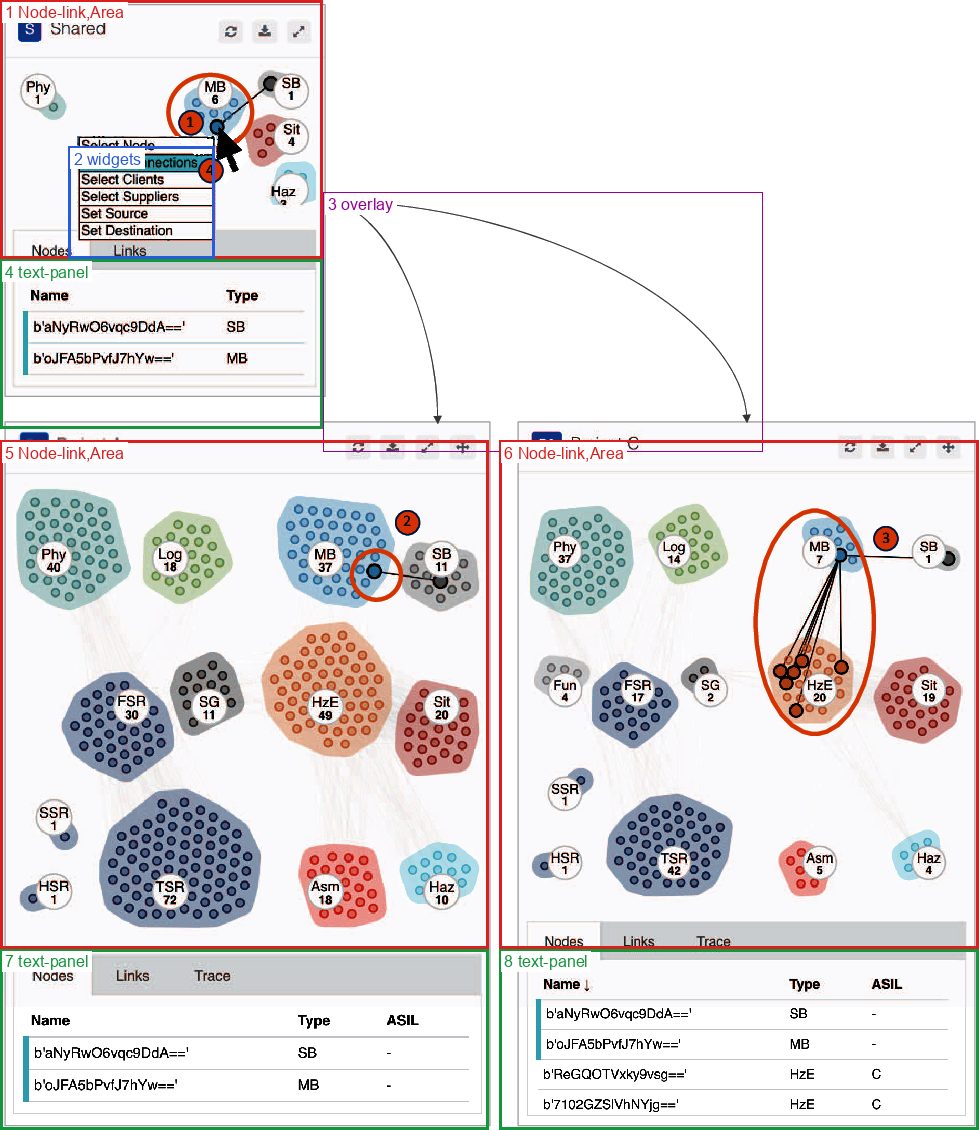 1 Node-link,Area
S Shared
Phy
1
MB
6
SB
1
1
Sit
4
Select Node
2 widgets
nnections
4
Select Clients
Select Suppliers
Set Source
Set Destination
Haz
3 overlay
Nodes Links
4 text-panel
Name Type
b'aNyRwO6vqc9DdA==' SB
b'oJFA5bPvfJ7hYw==' MB
5 Node-link,Area
Phy
40
Log
18
MB
37
2
SB
11
FSR
30
SG
11
HzE
49
Sit
20
SSR
1
HSR
1
TSR
72
Asm
18
Haz
10
6 Node-link,Area
Phy
37
Log
14
MB
7
3
SB
1
Fun
4
FSR
17
SG
2
HzE
20
Sit
19
SSR
1
HSR
1
TSR
42
Asm
5
Haz
4
Nodes Links Trace
7 text-panel
Nodes Links Trace
Name Type ASIL
b'aNyRwO6vqc9DdA==' SB -
b'oJFA5bPvfJ7hYw==' MB -
8 text-panel
Name ↓ Type ASIL
b'aNyRwO6vqc9DdA==' SB -
b'oJFA5bPvfJ7hYw==' MB -
b'ReGQOTVxky9vsg==' HzE C
b'7102GZSIVhNYjg==' HzE C